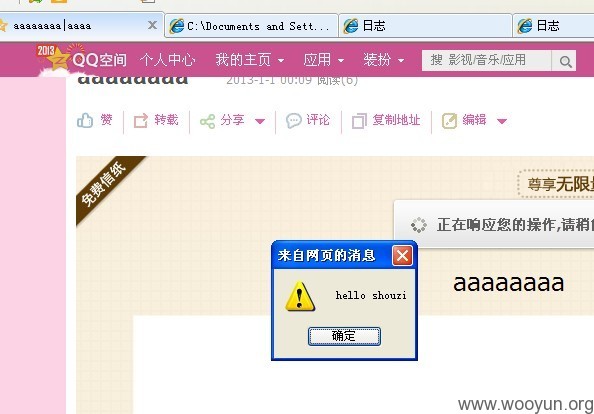 aaaaaaaa|aaaa
C:\Documents and Sett...
日志
日志
2013
QQ空间
个人中心
我的主页
应用
装扮
搜 影视/音乐/应用
aaaaaaaa
2013-1-1 00:09 阅读(6)
赞
转载
分享
评论
复制地址
编辑
免费信纸
尊享无限
正在响应您的操作,请稍
来自网页的消息
hello shouzi
确定
aaaaaaaa
www.wooyun.org